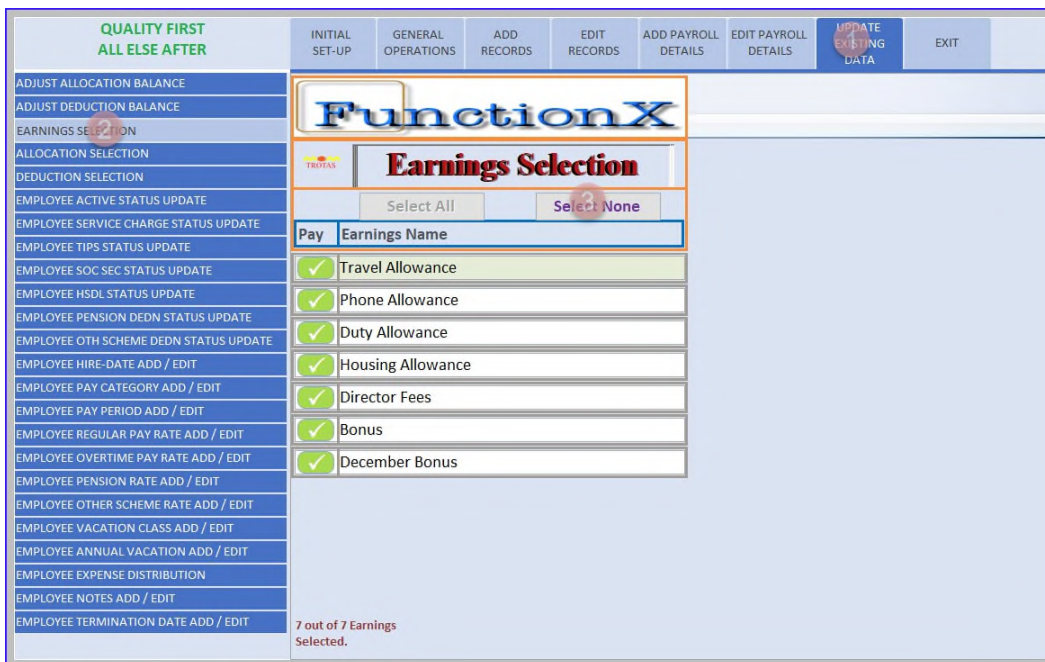 QUALITY FIRST
ALL ELSE AFTER
INITIAL
SET-UP
GENERAL
OPERATIONS
ADD
RECORDS
EDIT
RECORDS
ADD PAYROLL
DETAILS
EDIT PAYROLL
DETAILS
UPDATE
EXISTING
DATA
1
EXIT
ADJUST ALLOCATION BALANCE
ADJUST DEDUCTION BALANCE
EARNINGS SELECTION
2
ALLOCATION SELECTION
DEDUCTION SELECTION
EMPLOYEE ACTIVE STATUS UPDATE
EMPLOYEE SERVICE CHARGE STATUS UPDATE
EMPLOYEE TIPS STATUS UPDATE
EMPLOYEE SOC SEC STATUS UPDATE
EMPLOYEE HSDL STATUS UPDATE
EMPLOYEE PENSION DEDN STATUS UPDATE
EMPLOYEE OTH SCHEME DEDN STATUS UPDATE
EMPLOYEE HIRE-DATE ADD / EDIT
EMPLOYEE PAY CATEGORY ADD / EDIT
EMPLOYEE PAY PERIOD ADD / EDIT
EMPLOYEE REGULAR PAY RATE ADD / EDIT
EMPLOYEE OVERTIME PAY RATE ADD / EDIT
EMPLOYEE PENSION RATE ADD / EDIT
EMPLOYEE OTHER SCHEME RATE ADD / EDIT
EMPLOYEE VACATION CLASS ADD / EDIT
EMPLOYEE ANNUAL VACATION ADD / EDIT
EMPLOYEE EXPENSE DISTRIBUTION
EMPLOYEE NOTES ADD / EDIT
EMPLOYEE TERMINATION DATE ADD / EDIT
FunctionX
TROTAS
Earnings Selection
Select All
Select None
3
Pay Earnings Name
Travel Allowance
Phone Allowance
Duty Allowance
Housing Allowance
Director Fees
Bonus
December Bonus
7 out of 7 Earnings
Selected.